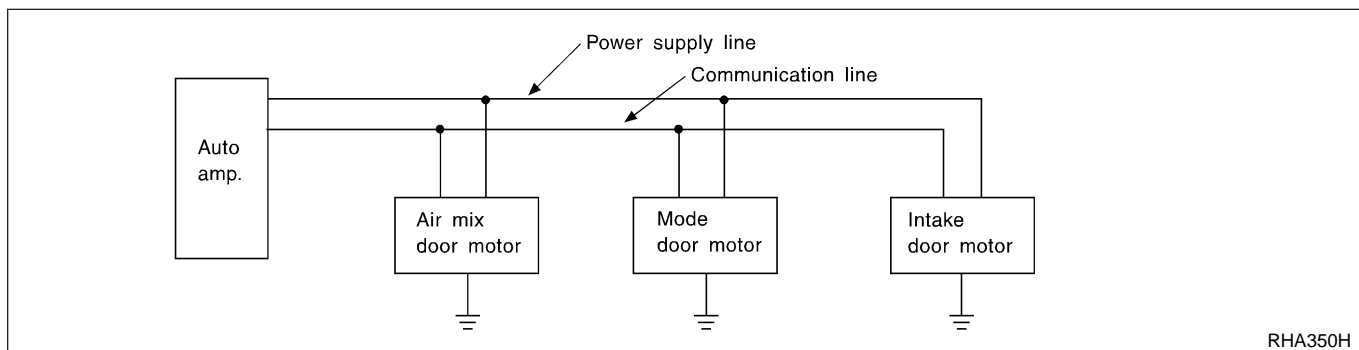 Power supply line
Communication line
Auto
amp.
Air mix
door motor
Mode
door motor
Intake
door motor
RHA350H